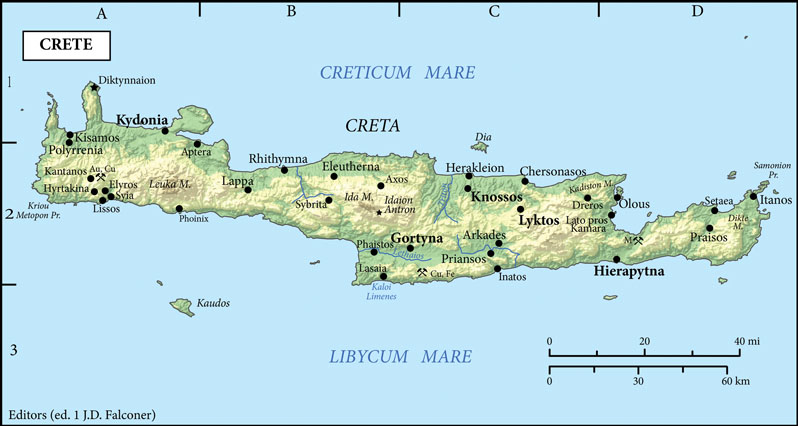 A
B
C
D
CRETE
1
2
3
CRETICUM MARE
Diktynnaion
Kydonia
CRETA
Dia
Kisamos
Polyrrenia
Aptera
Rhithymna
Eleutherna
Herakleion
Chersonasos
Samonion
Pr.
Kantanos
Au, Cu
Leuka M.
Lappa
Axos
Kadiston M.
Hyrtakina
Elyros
Syia
Ida M.
Idaion
Antron
Knossos
Dreros
Olous
Setaea
Itanos
Kriou
Metopon Pr.
Lissos
Phoinix
Sybrita
Lyktos
Lato pros
Kamara
Dikte
M.
Praisos
Phaistos
Gortyna
Arkades
Lethaios
Priansos
Lasaia
Cu, Fe
Inatos
Hierapytna
Kaloi
Limenes
Kaudos
LIBYCUM MARE
0 20 40 mi
0 30 60 km
Editors (ed. 1 J.D. Falconer)